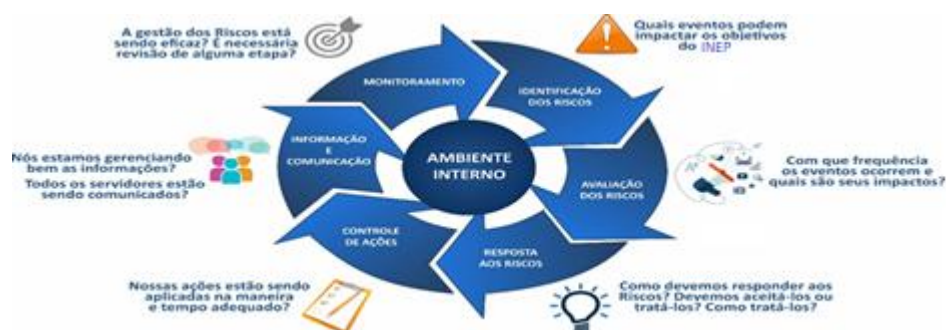 A gestão dos Riscos está
sendo eficaz? É necessária
revisão de alguma etapa?
Quais eventos podem
impactar os objetivos
do INEP
MONITORAMENTO
IDENTIFICAÇÃO
DOS RISCOS
INFORMAÇÃO
E
COMUNICAÇÃO
AMBIENTE
INTERNO
Nós estamos gerenciando
bem as informações?
Todos os servidores estão
sendo comunicados?
Com que frequência
os eventos ocorrem e
quais são seus impactos?
AVALIAÇÃO
DOS RISCOS
CONTROLE
DE AÇÕES
RESPOSTA
AOS RISCOS
Nossas ações estão sendo
aplicadas na maneira
e tempo adequado?
Como devemos responder aos
Riscos? Devemos aceitá-los ou
tratá-los? Como tratá-los?